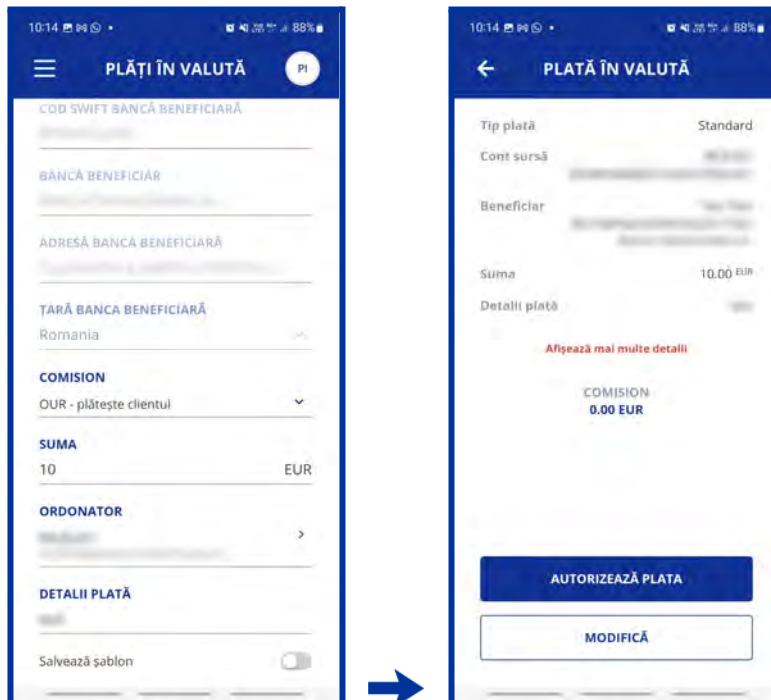 10:14
88%
PLĂȚI ÎN VALUTĂ
PI
COD SWIFT BANCĂ BENEFICIARĂ
BANCĂ BENEFICIAR
ADRESĂ BANCA BENEFICIARĂ
ȚARĂ BANCA BENEFICIARĂ
Romania
COMISION
OUR - plătește clientul
SUMA
10 EUR
ORDONATOR
DETALII PLATĂ
Salvează șablon
10:14
88%
PLATĂ ÎN VALUTĂ
Tip plată Standard
Cont sursă
Beneficiar
Suma 10.00 EUR
Detalii plată
Afișează mai multe detalii
COMISION
0.00 EUR
AUTORIZEAZĂ PLATA
MODIFICĂ